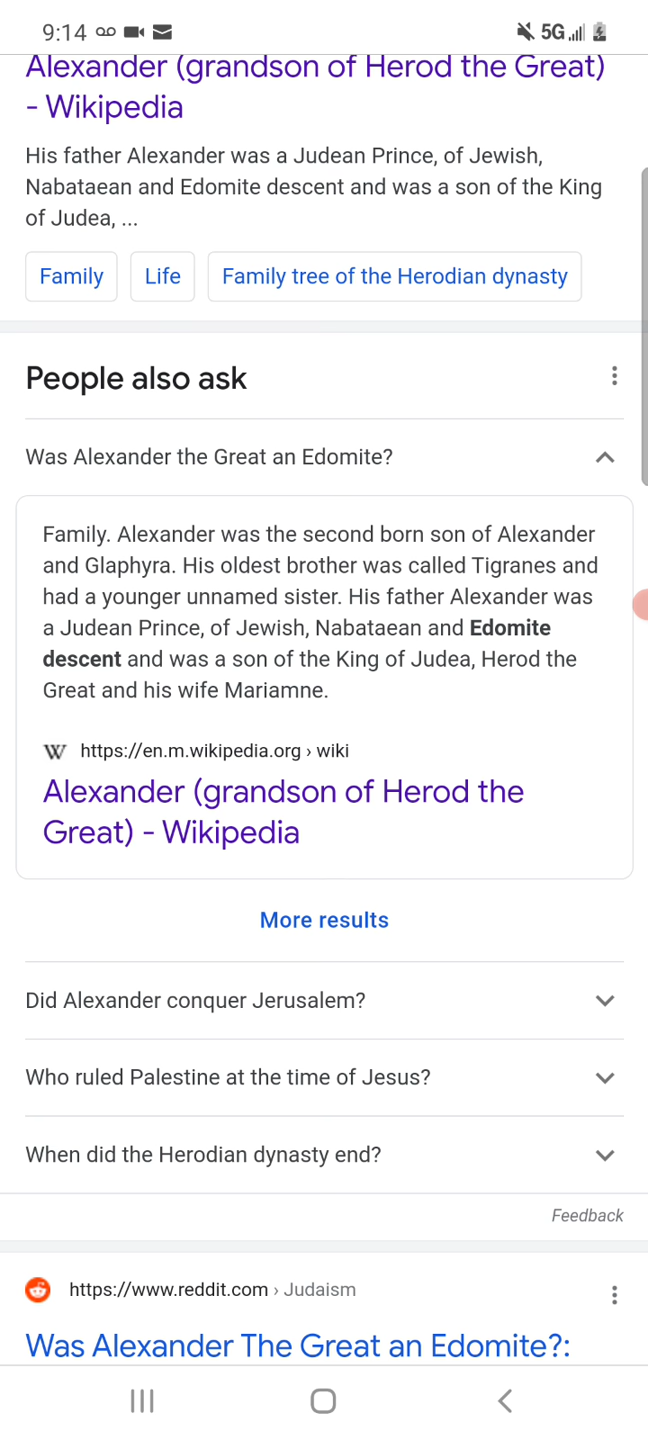 9:14
5G
Alexander (grandson of Herod the Great)
- Wikipedia
His father Alexander was a Judean Prince, of Jewish,
Nabataean and Edomite descent and was a son of the King
of Judea, ...
Family Life Family tree of the Herodian dynasty
People also ask
Was Alexander the Great an Edomite?
Family. Alexander was the second born son of Alexander
and Glaphyra. His oldest brother was called Tigranes and
had a younger unnamed sister. His father Alexander was
a Judean Prince, of Jewish, Nabataean and Edomite
descent and was a son of the King of Judea, Herod the
Great and his wife Mariamne.
W https://en.m.wikipedia.org › wiki
Alexander (grandson of Herod the
Great) - Wikipedia
More results
Did Alexander conquer Jerusalem?
Who ruled Palestine at the time of Jesus?
When did the Herodian dynasty end?
Feedback
https://www.reddit.com › Judaism
Was Alexander The Great an Edomite?: